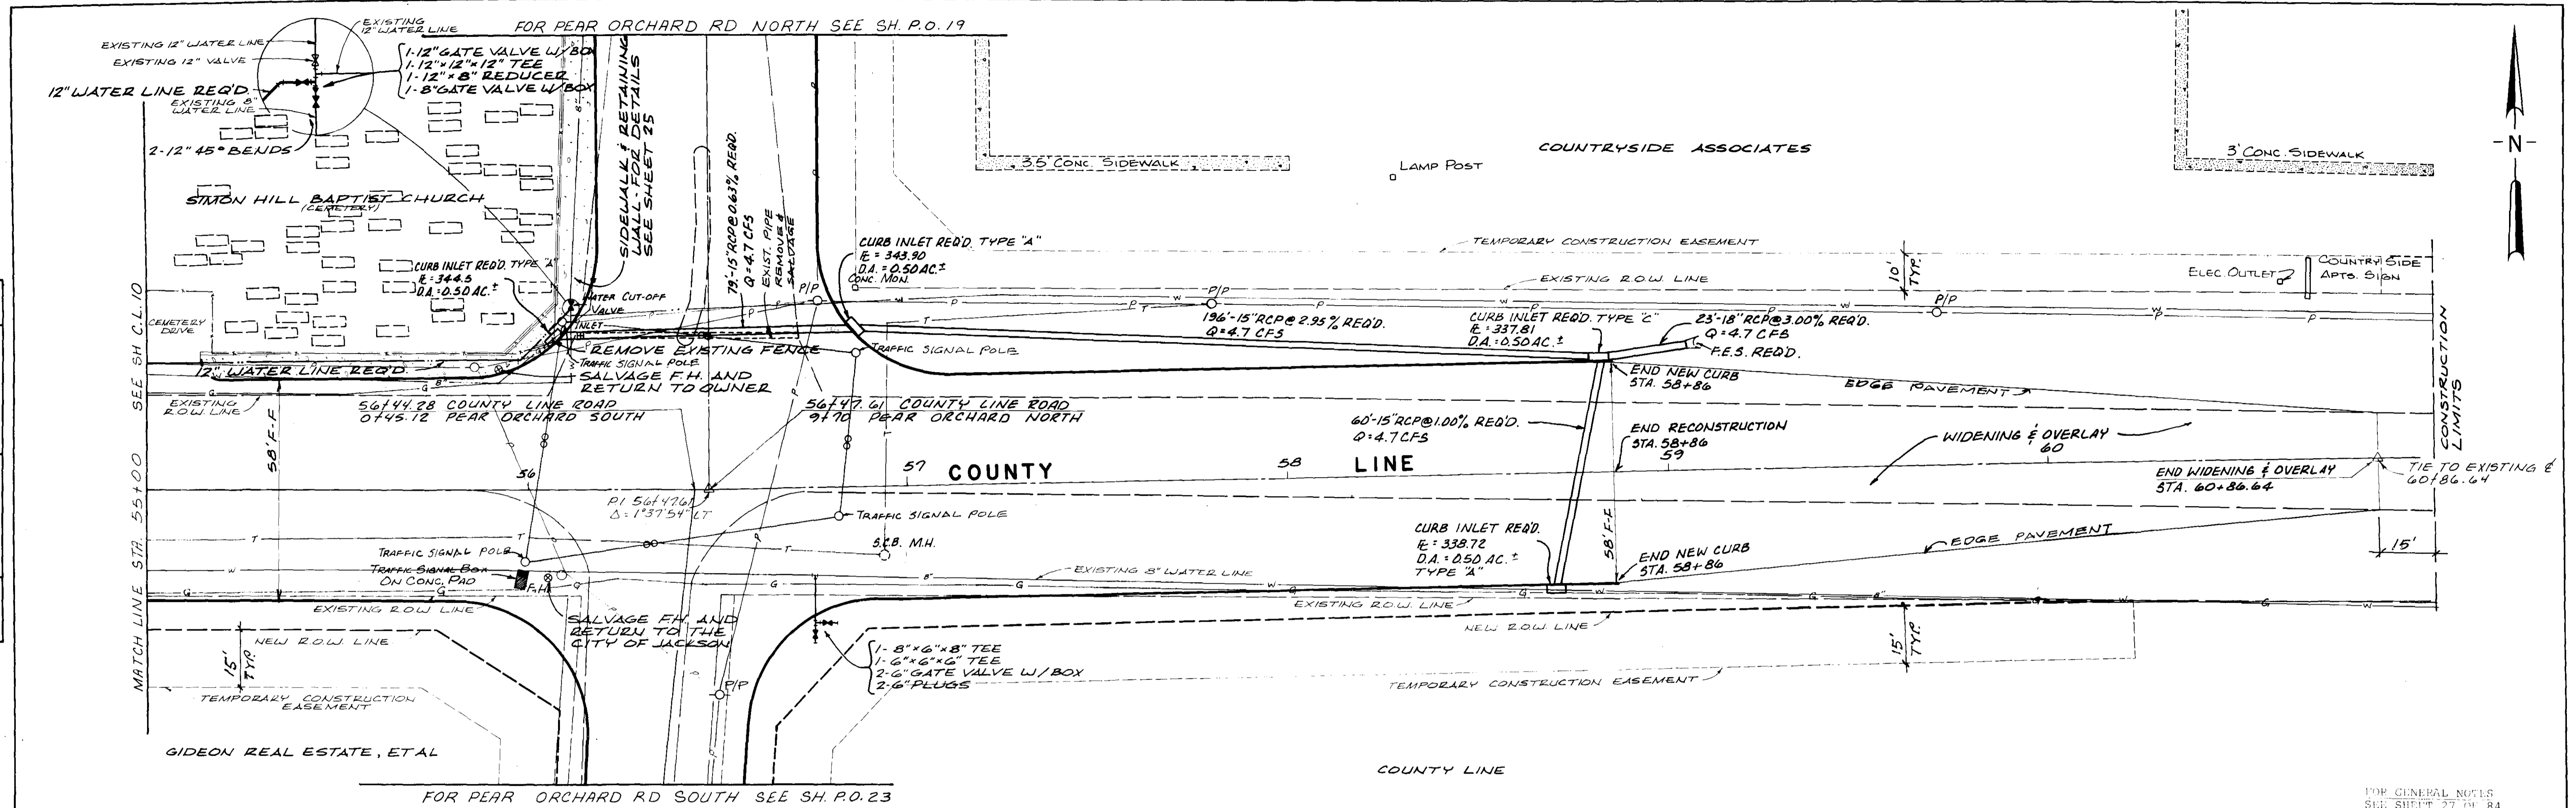 FOR PEAR ORCHARD RD NORTH SEE SH. P.O. 19
EXISTING
12" WATER LINE
EXISTING 12" WATER LINE
EXISTING 12" VALVE
12" WATER LINE REQ'D.
EXISTING 8"
WATER LINE
2-12" 45° BENDS
1-12" GATE VALVE W/BOX
1-12"x12"x12" TEE
1-12"x8" REDUCER
1-8" GATE VALVE W/BOX
SIDEWALK & RETAINING
WALL-FOR DETAILS
SEE SHEET 25
79'-15" RCP@0.63% REQ'D.
Q=4.7 CFS
EXIST. PIPE
REMOVE &
SALVAGE
3.5' CONC. SIDEWALK
LAMP POST
COUNTRYSIDE ASSOCIATES
3' CONC. SIDEWALK
-N-
SIMON HILL BAPTIST CHURCH
(CEMETERY)
CURB INLET REQ'D. TYPE "A"
℄ = 344.5
D.A. = 0.50 AC.±
CURB INLET REQ'D. TYPE "A"
℄ = 343.90
D.A. = 0.50 AC.±
CONC. MON.
TEMPORARY CONSTRUCTION EASEMENT
EXISTING R.O.W. LINE
10'
TYP.
ELEC. OUTLET
COUNTRY SIDE
APTS. SIGN
CEMETERY
DRIVE
WATER CUT-OFF
VALVE
INLET
P/P
P/P
P/P
196'-15" RCP@2.95% REQ'D.
Q=4.7 CFS
CURB INLET REQ'D. TYPE "C"
℄ = 337.81
D.A. = 0.50 AC.±
23'-18" RCP@3.00% REQ'D.
Q=4.7 CFS
F.E.S. REQ'D.
REMOVE EXISTING FENCE
TRAFFIC SIGNAL POLE
TRAFFIC SIGNAL POLE
12" WATER LINE REQ'D.
SALVAGE F.H. AND
RETURN TO OWNER
EXISTING
R.O.W. LINE
56+44.28 COUNTY LINE ROAD
0+45.12 PEAR ORCHARD SOUTH
56+47.61 COUNTY LINE ROAD
9+70 PEAR ORCHARD NORTH
END NEW CURB
STA. 58+86
EDGE PAVEMENT
CONSTRUCTION
LIMITS
MATCH LINE STA. 55+00 SEE SH C.L.10
58' F-F
60'-15" RCP@1.00% REQ'D.
Q=4.7 CFS
END RECONSTRUCTION
STA. 58+86
59
WIDENING & OVERLAY
60
56
57
COUNTY LINE
58
END WIDENING & OVERLAY
STA. 60+86.64
TIE TO EXISTING ℄
60+86.64
P.I. 56+47.61
Δ=1°37'54" LT
TRAFFIC SIGNAL POLE
S.C.B. M.H.
TRAFFIC SIGNAL POLE
TRAFFIC SIGNAL BOX
ON CONC. PAD
F.H.
EXISTING 8" WATER LINE
CURB INLET REQ'D.
℄ = 338.72
D.A. = 0.50 AC.±
TYPE "A"
58' F-F
END NEW CURB
STA. 58+86
EDGE PAVEMENT
15'
EXISTING R.O.W. LINE
EXISTING R.O.W. LINE
SALVAGE F.H. AND
RETURN TO THE
CITY OF JACKSON
NEW R.O.W. LINE
NEW R.O.W. LINE
15'
TYP.
15'
TYP.
1-8"x6"x8" TEE
1-6"x6"x6" TEE
2-6" GATE VALVE W/BOX
2-6" PLUGS
P/P
TEMPORARY CONSTRUCTION
EASEMENT
TEMPORARY CONSTRUCTION EASEMENT
GIDEON REAL ESTATE, ET AL
COUNTY LINE
FOR PEAR ORCHARD RD SOUTH SEE SH. P.O. 23
FOR GENERAL NOTES
SEE SHEET 27 OF 84